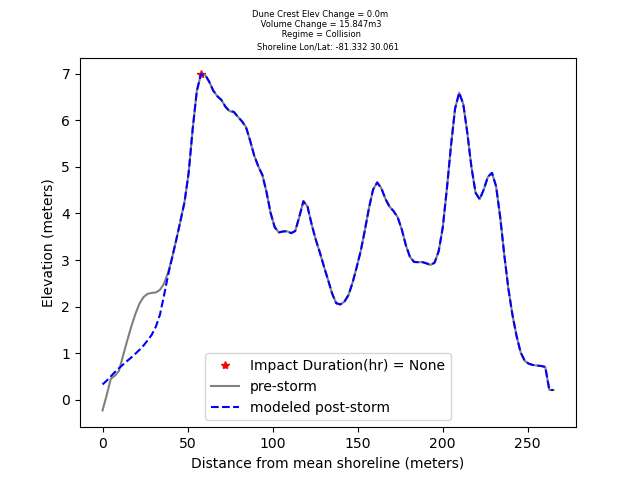 Dune Crest Elev Change = 0.0m
Volume Change = 15.847m3
Regime = Collision
Shoreline Lon/Lat: -81.332 30.061
7
6
5
4
3
2
1
0
Elevation (meters)
Impact Duration(hr) = None
pre-storm
modeled post-storm
0 50 100 150 200 250
Distance from mean shoreline (meters)